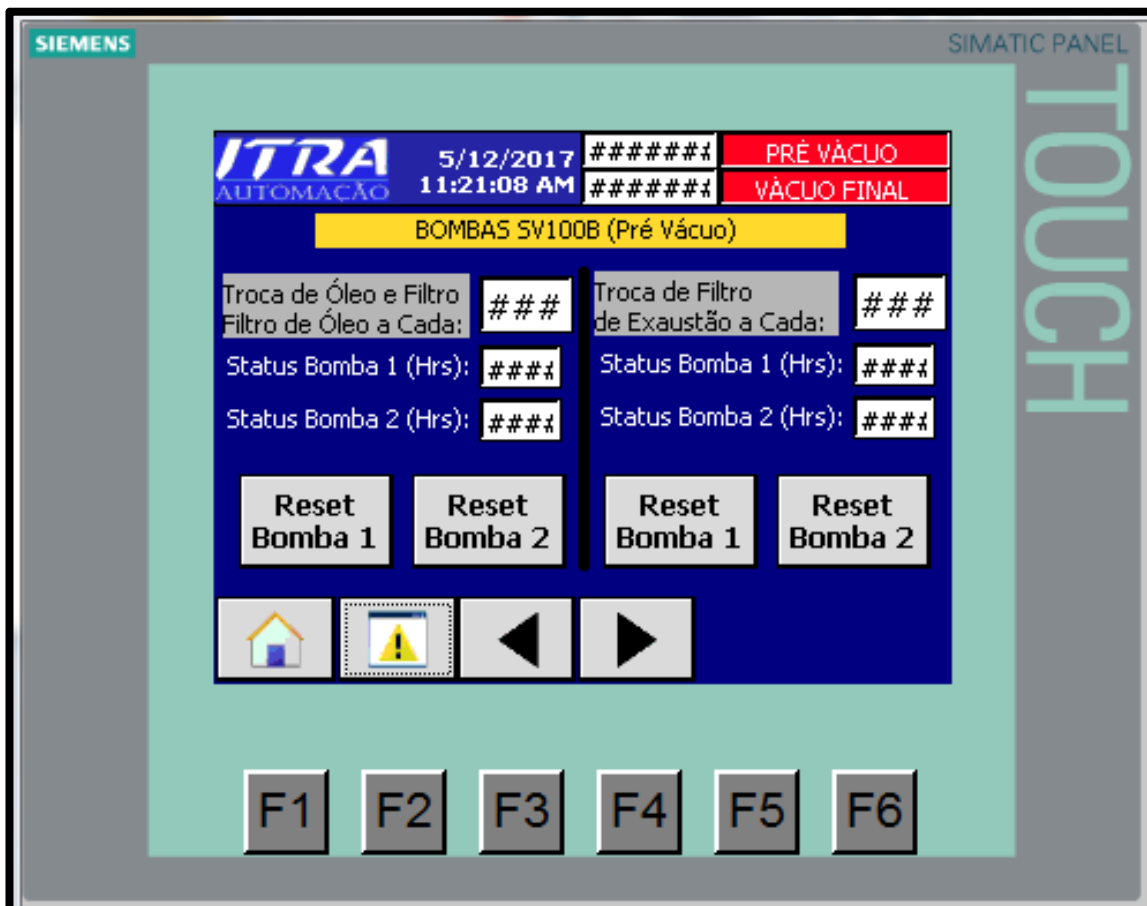 SIEMENS
SIMATIC PANEL
TOUCH
ITRA
AUTOMAÇÃO
5/12/2017
11:21:08 AM
####### PRÉ VÀCUO
####### VÀCUO FINAL
BOMBAS SV100B (Pré Vácuo)
Troca de Óleo e Filtro
Filtro de Óleo a Cada:
###
Status Bomba 1 (Hrs): ####
Status Bomba 2 (Hrs): ####
Reset
Bomba 1
Reset
Bomba 2
Troca de Filtro
de Exaustão a Cada:
###
Status Bomba 1 (Hrs): ####
Status Bomba 2 (Hrs): ####
Reset
Bomba 1
Reset
Bomba 2
F1 F2 F3 F4 F5 F6